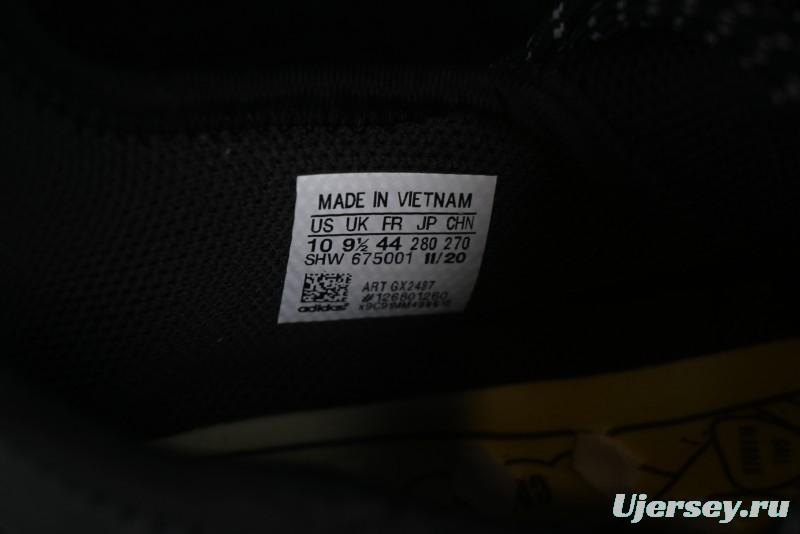 MADE IN VIETNAM
US UK FR JP CHN
10 9½ 44 280 270
SHW 675001 11/20
ART GX2487
#126801260
adidas
Ujersey.ru